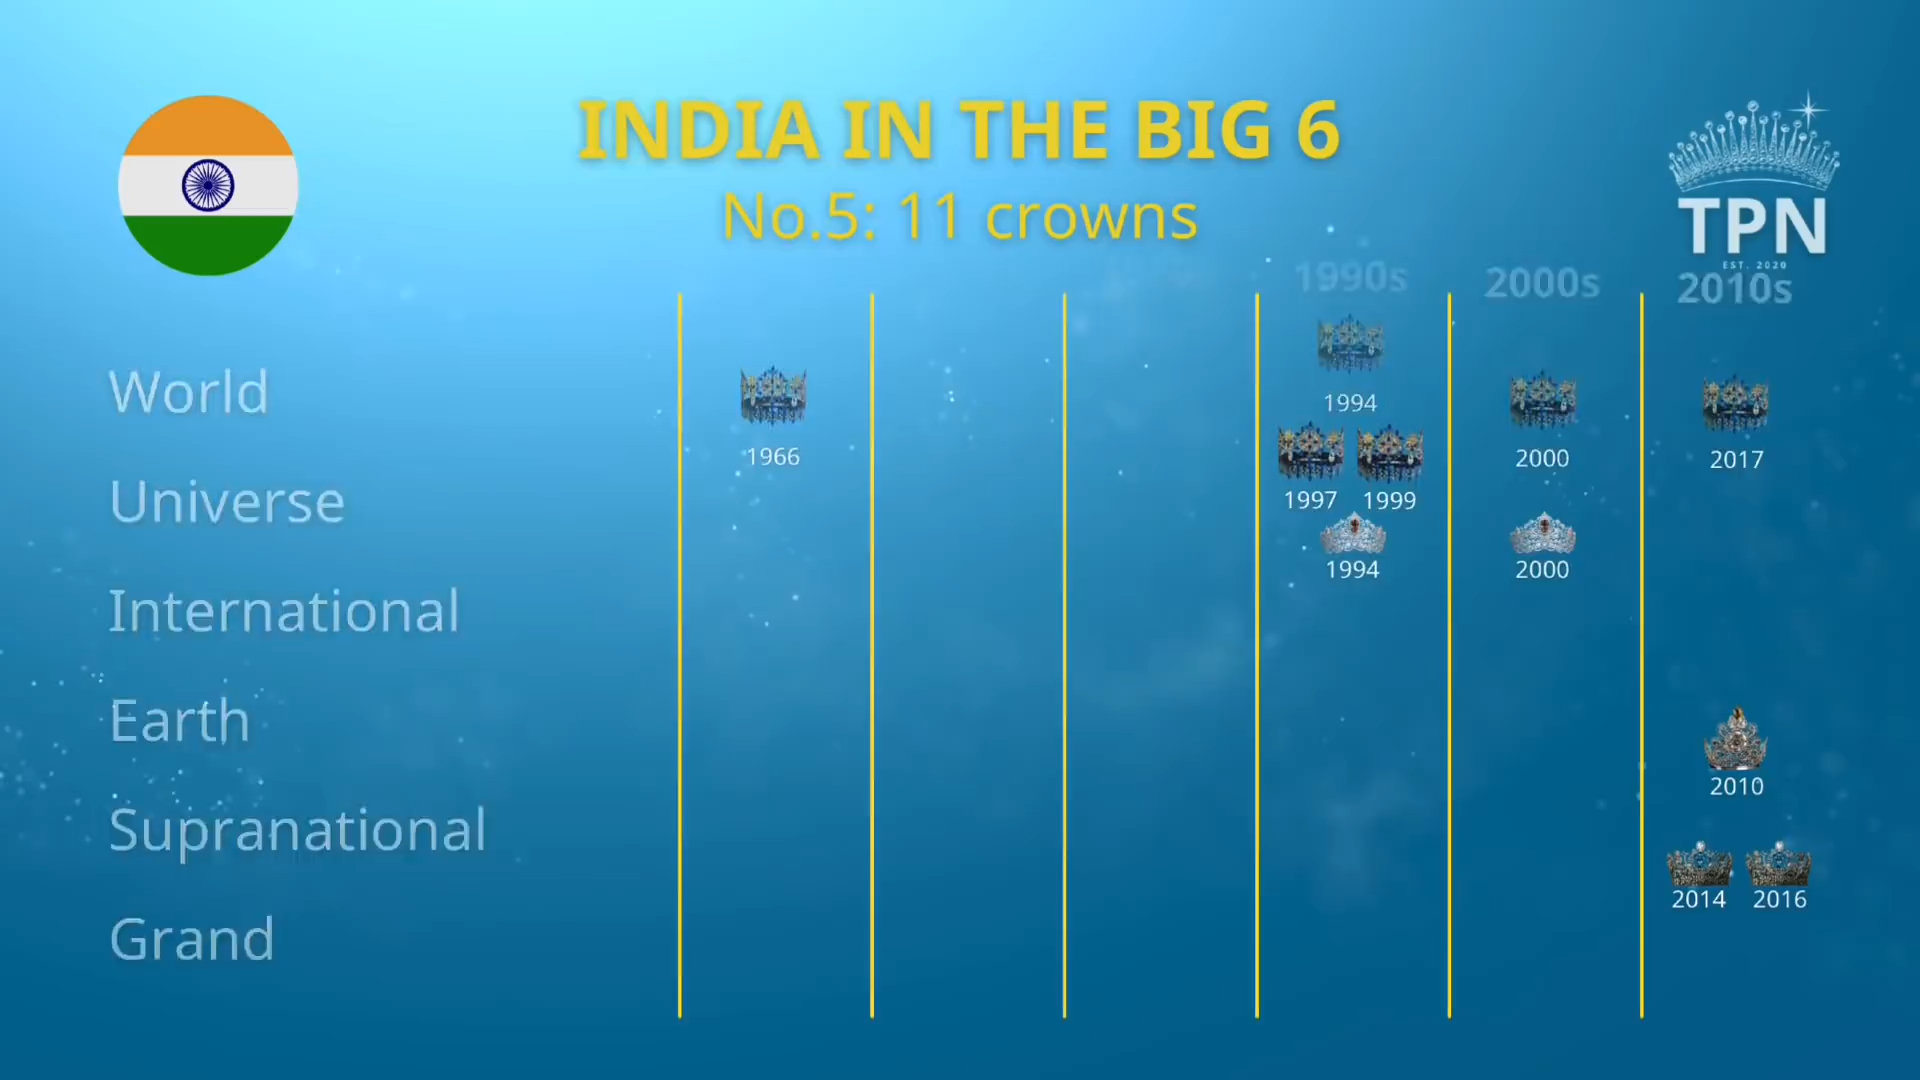 INDIA IN THE BIG 6
No.5: 11 crowns
TPN
EST. 2020
1990s 2000s 2010s
World
1966
1994
1997 1999
2000
2017
Universe
1994
2000
International
Earth
2010
Supranational
2014 2016
Grand